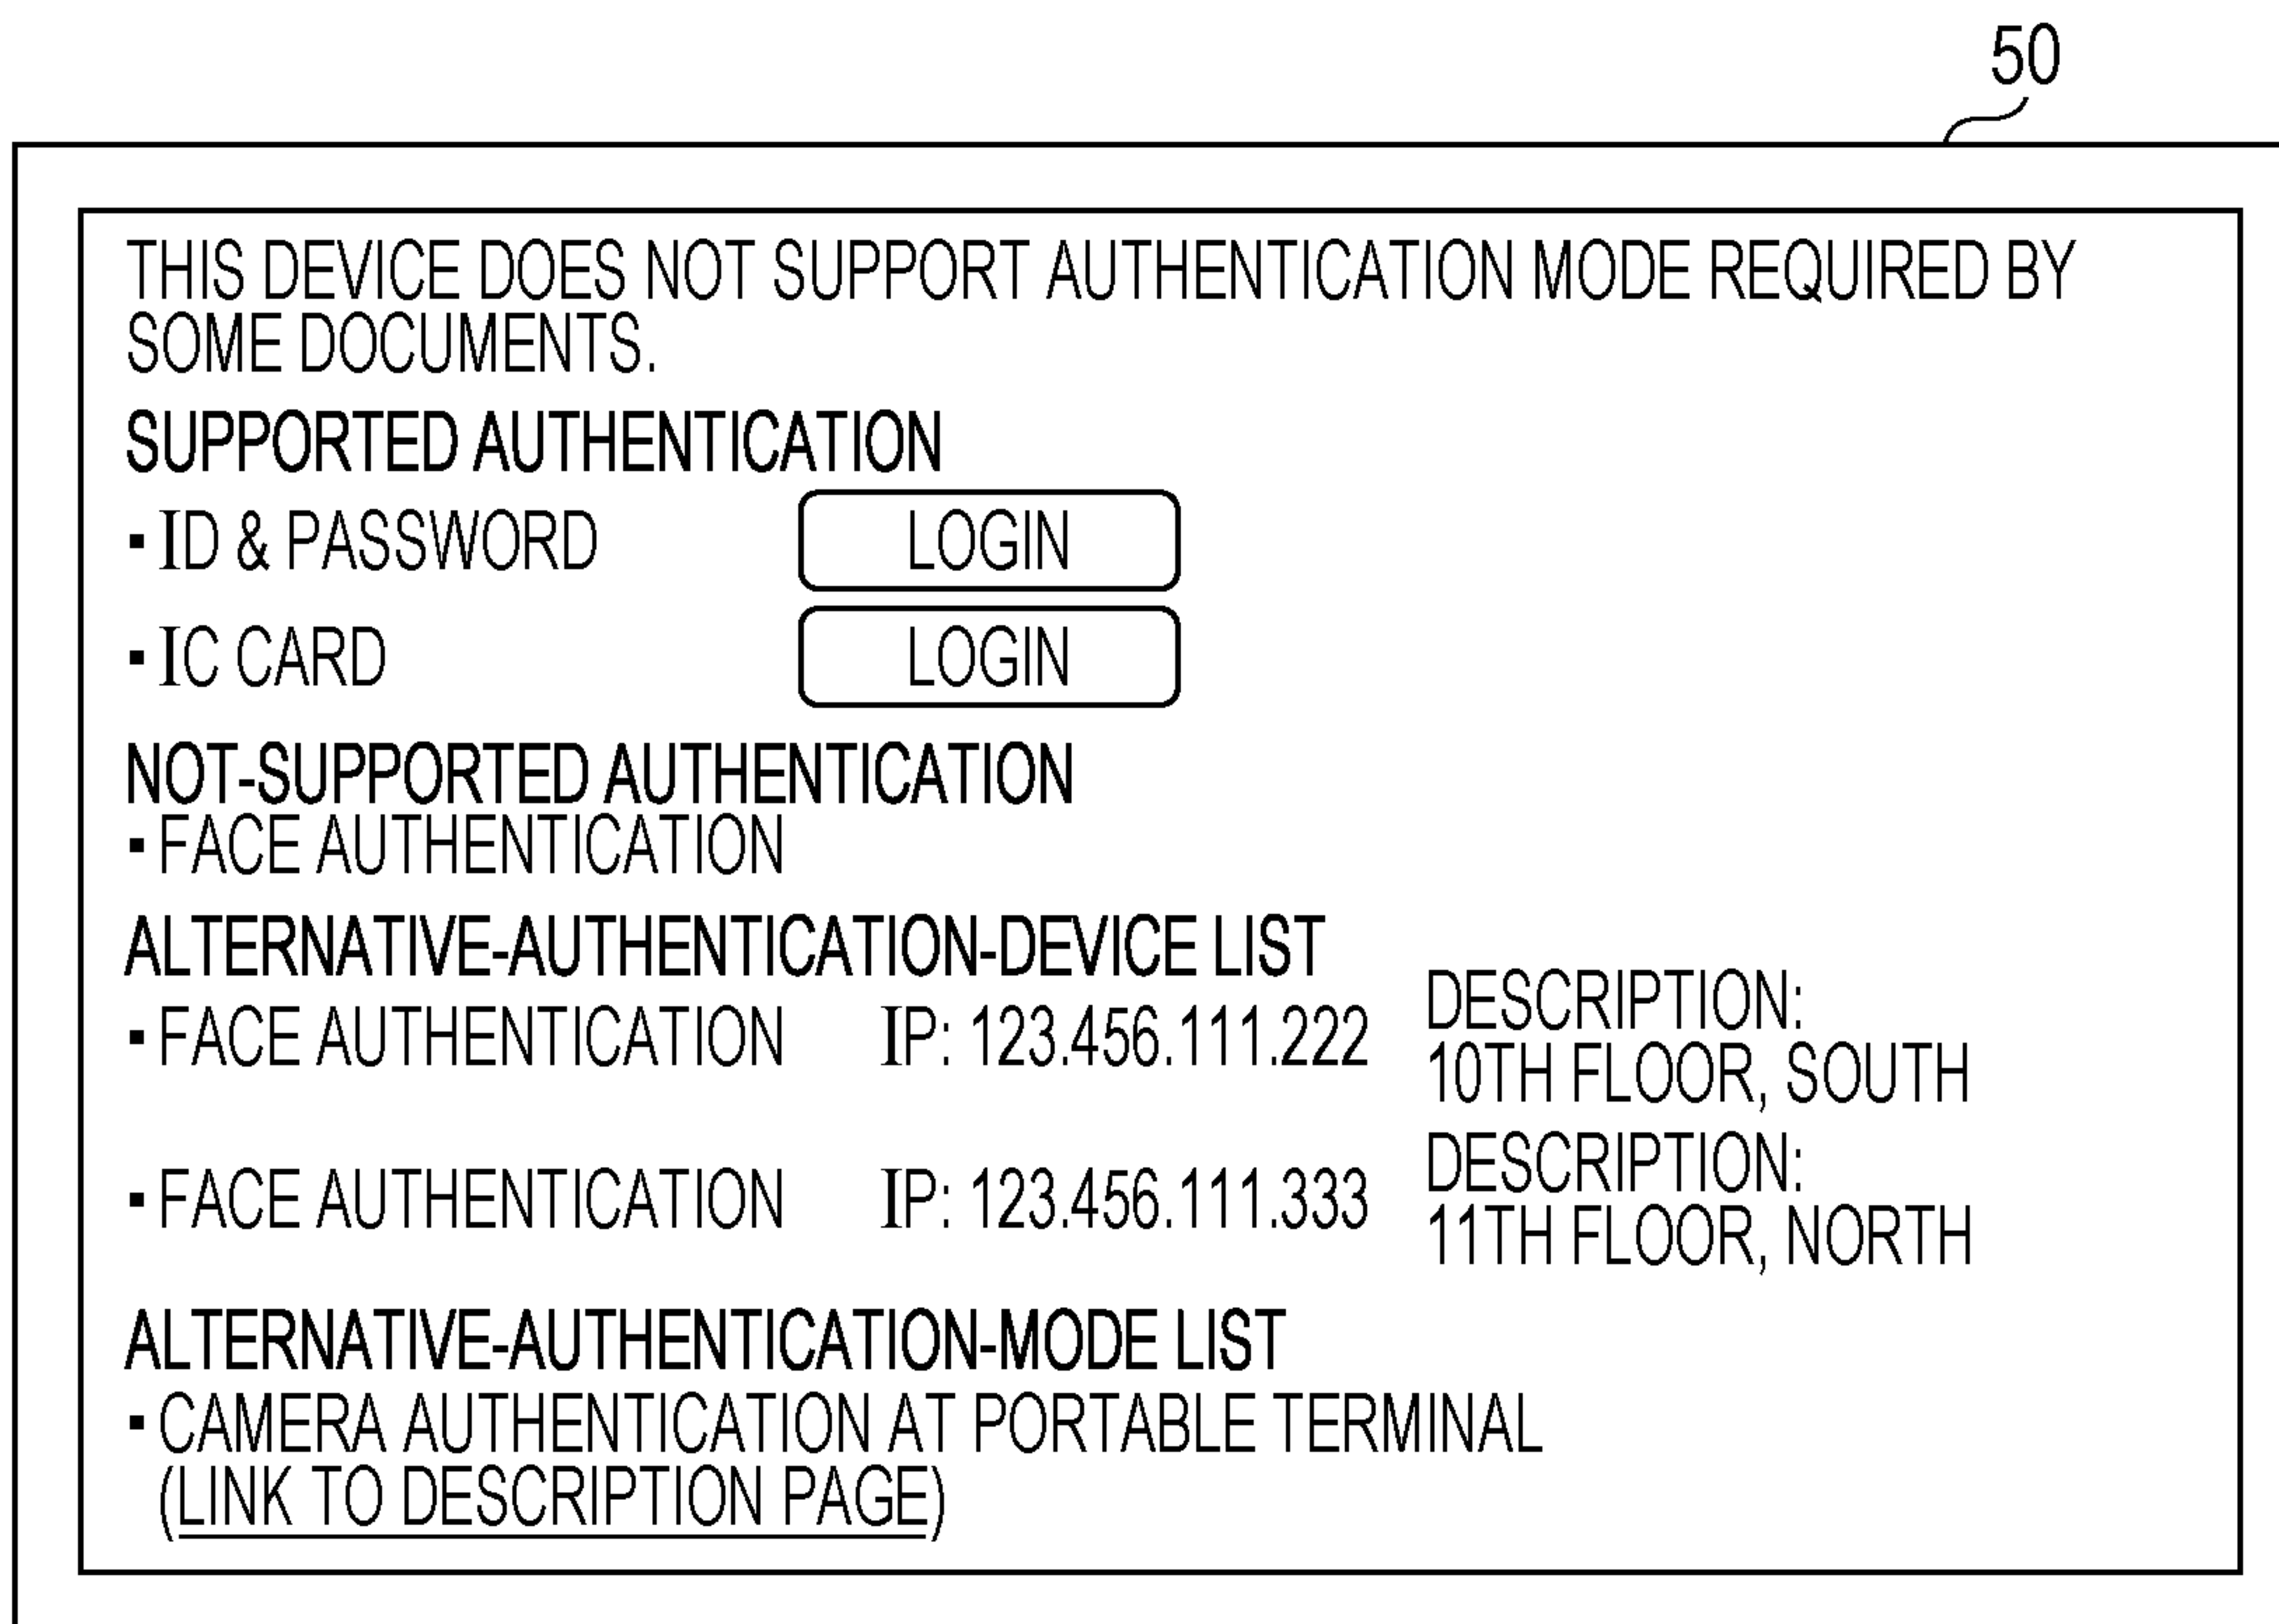 50
THIS DEVICE DOES NOT SUPPORT AUTHENTICATION MODE REQUIRED BY
SOME DOCUMENTS.
SUPPORTED AUTHENTICATION
▪ ID & PASSWORD LOGIN
▪ IC CARD LOGIN
NOT-SUPPORTED AUTHENTICATION
▪ FACE AUTHENTICATION
ALTERNATIVE-AUTHENTICATION-DEVICE LIST
▪ FACE AUTHENTICATION IP: 123.456.111.222
DESCRIPTION:
10TH FLOOR, SOUTH
▪ FACE AUTHENTICATION IP: 123.456.111.333
DESCRIPTION:
11TH FLOOR, NORTH
ALTERNATIVE-AUTHENTICATION-MODE LIST
▪ CAMERA AUTHENTICATION AT PORTABLE TERMINAL
(LINK TO DESCRIPTION PAGE)